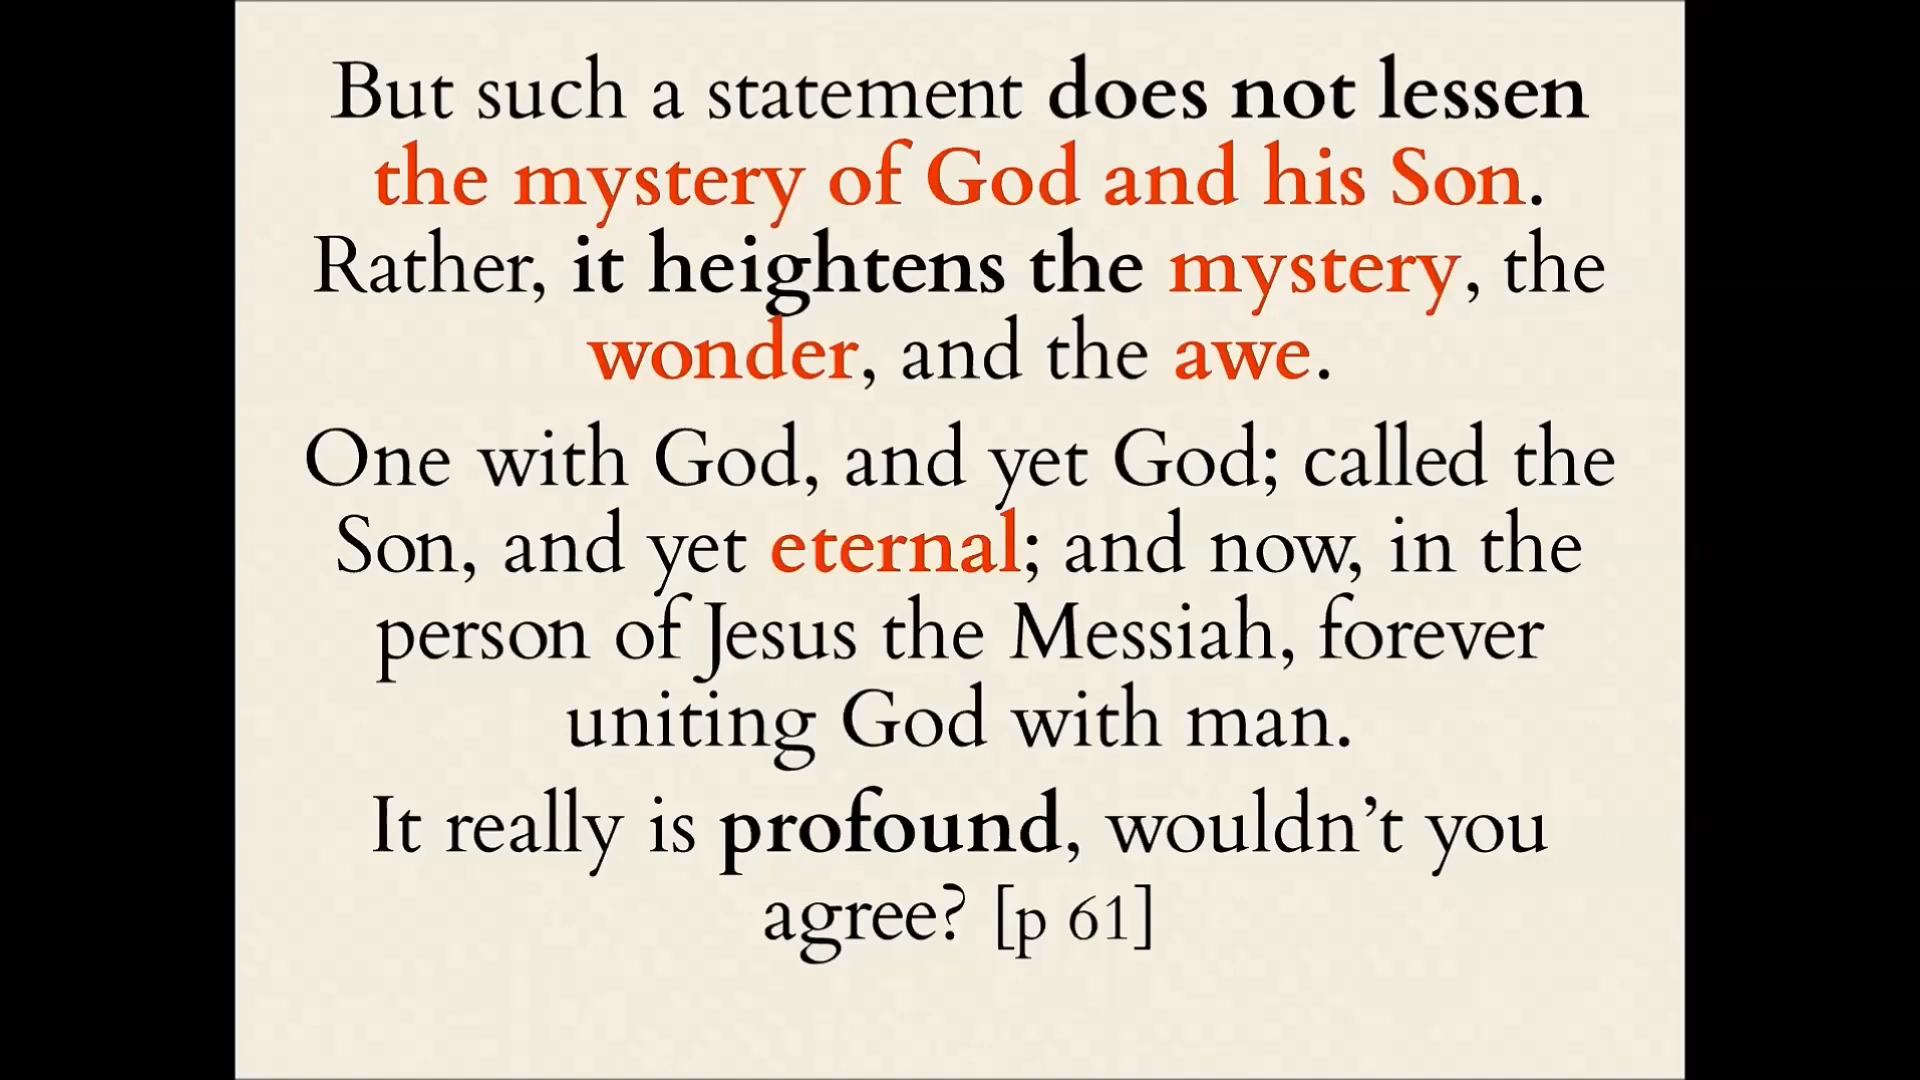 But such a statement does not lessen
the mystery of God and his Son.
Rather, it heightens the mystery, the
wonder, and the awe.
One with God, and yet God; called the
Son, and yet eternal; and now, in the
person of Jesus the Messiah, forever
uniting God with man.
It really is profound, wouldn’t you
agree? [p 61]